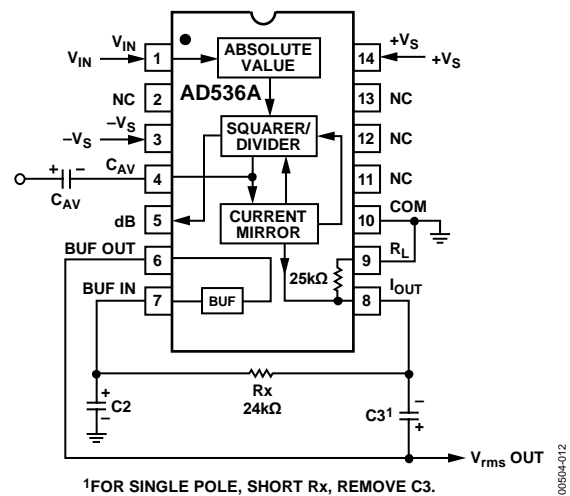 V_IN
V_IN
1
ABSOLUTE
VALUE
14
+V_S
+V_S
NC
2
AD536A
13
NC
−V_S
−V_S
3
SQUARER/
DIVIDER
12
NC
+ −
C_AV
C_AV
4
11
NC
dB
5
CURRENT
MIRROR
10
COM
BUF OUT
6
25kΩ
9
R_L
BUF IN
7
BUF
8
I_OUT
+
C2
−
Rx
24kΩ
−
C3¹
+
V_rms OUT
¹FOR SINGLE POLE, SHORT Rx, REMOVE C3.
00504-012